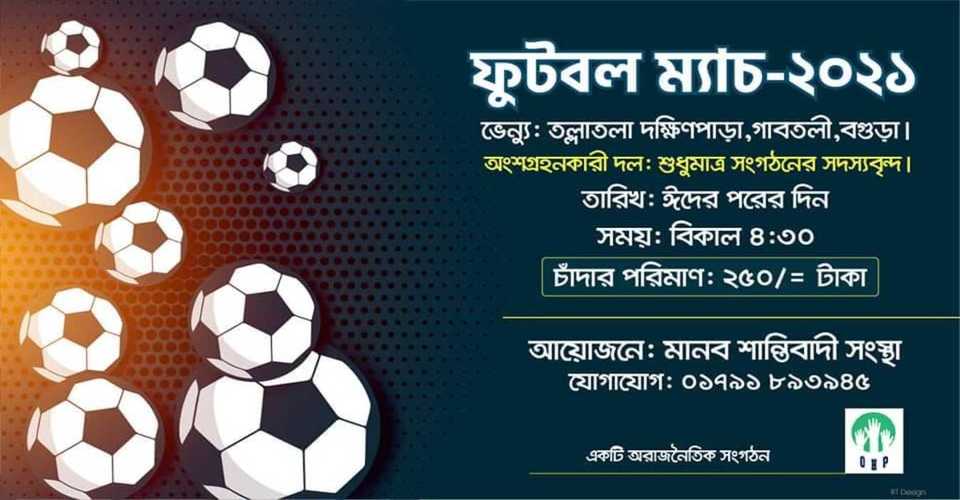 ফুটবল ম্যাচ-২০২১
ভেন্যু: তল্লাতলা দক্ষিণপাড়া,গাবতলী,বগুড়া।
অংশগ্রহনকারী দল: শুধুমাত্র সংগঠনের সদস্যবৃন্দ।
তারিখ: ঈদের পরের দিন
সময়: বিকাল ৪:৩০
চাঁদার পরিমাণ: ২৫০/= টাকা
আয়োজনে: মানব শান্তিবাদী সংস্থা
যোগাযোগ: ০১৭৯১ ৮৯৩৯৪৫
একটি অরাজনৈতিক সংগঠন
O H P
RT Design